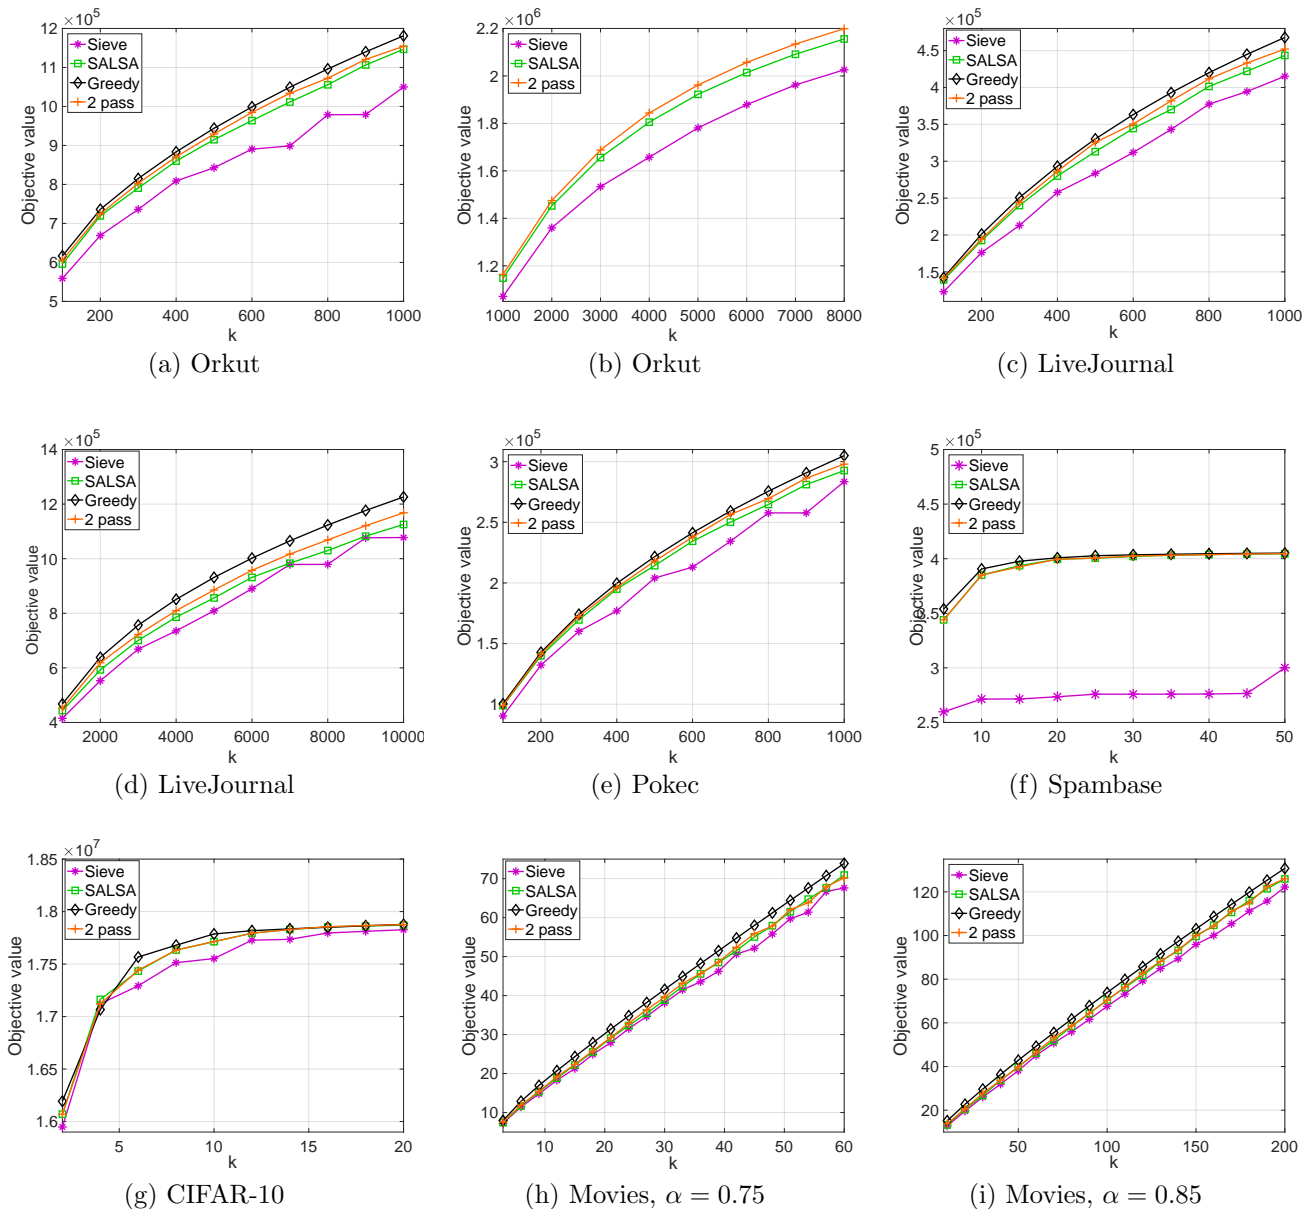 ×10^5
12
11
10
9
8
7
6
5
Objective value
Sieve
SALSA
Greedy
2 pass
200 400 600 800 1000
k
(a) Orkut
×10^6
2.2
2
1.8
1.6
1.4
1.2
Objective value
Sieve
SALSA
2 pass
1000 2000 3000 4000 5000 6000 7000 8000
k
(b) Orkut
×10^5
4.5
4
3.5
3
2.5
2
1.5
Objective value
Sieve
SALSA
Greedy
2 pass
200 400 600 800 1000
k
(c) LiveJournal
×10^5
14
12
10
8
6
4
Objective value
Sieve
SALSA
Greedy
2 pass
2000 4000 6000 8000 10000
k
(d) LiveJournal
×10^5
3
2.5
2
1.5
1
Objective value
Sieve
SALSA
Greedy
2 pass
200 400 600 800 1000
k
(e) Pokec
×10^5
5
4.5
4
3.5
3
2.5
Objective value
Sieve
SALSA
Greedy
2 pass
10 20 30 40 50
k
(f) Spambase
×10^7
1.85
1.8
1.75
1.7
1.65
1.6
Objective value
Sieve
SALSA
Greedy
2 pass
5 10 15 20
k
(g) CIFAR-10
70
60
50
40
30
20
10
Objective value
Sieve
SALSA
Greedy
2 pass
10 20 30 40 50 60
k
(h) Movies, α = 0.75
120
100
80
60
40
20
Objective value
Sieve
SALSA
Greedy
2 pass
50 100 150 200
k
(i) Movies, α = 0.85